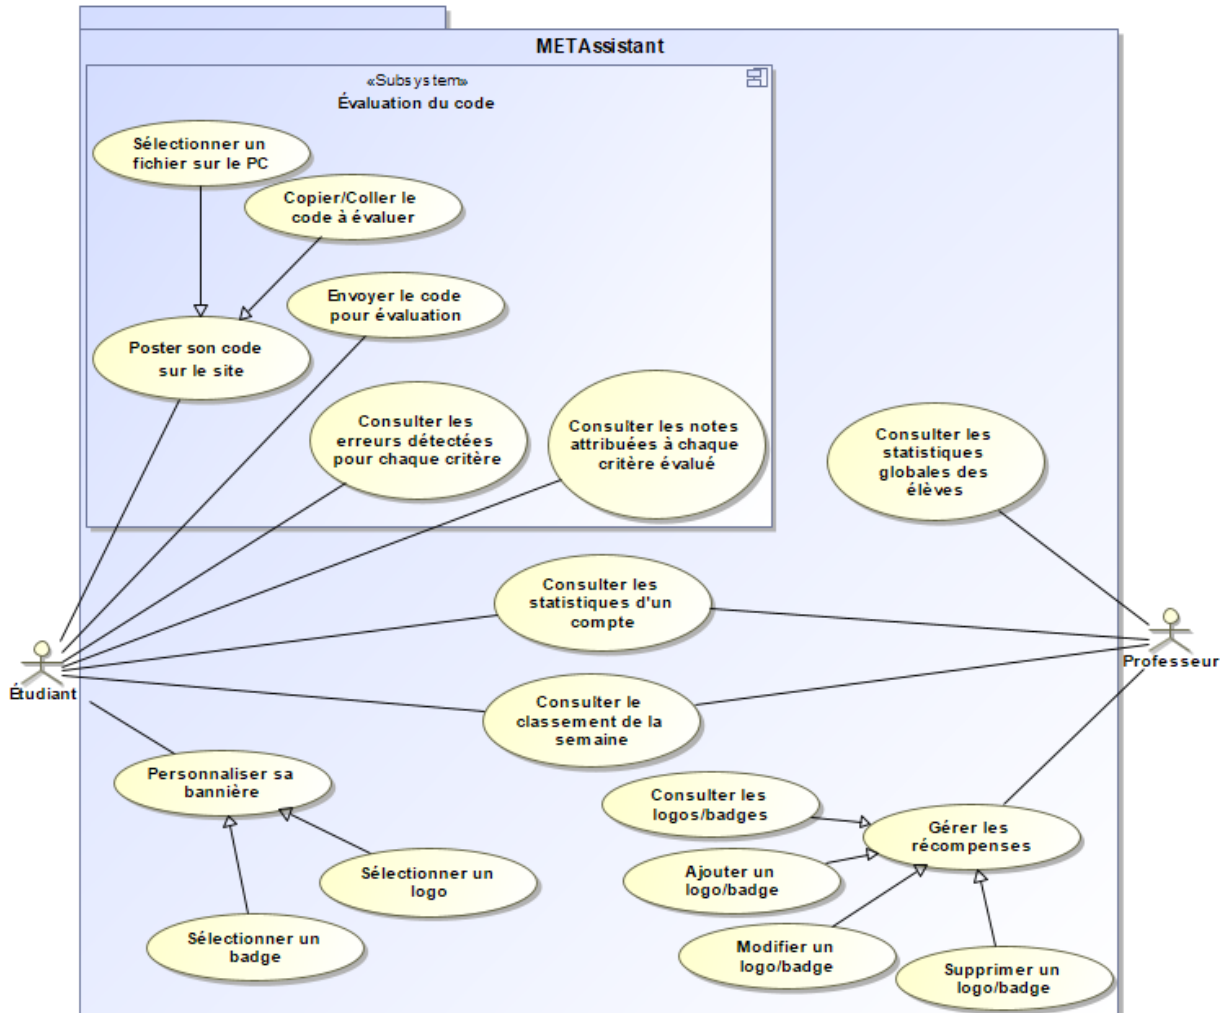 METAssistant
«Subsystem»
Évaluation du code
Sélectionner un
fichier sur le PC
Copier/Coller le
code à évaluer
Envoyer le code
pour évaluation
Poster son code
sur le site
Consulter les
erreurs détectées
pour chaque critère
Consulter les notes
attribuées à chaque
critère évalué
Consulter les
statistiques
globales des
élèves
Consulter les
statistiques d'un
compte
Étudiant
Professeur
Consulter le
classement de la
semaine
Personnaliser sa
bannière
Consulter les
logos/badges
Gérer les
récompenses
Sélectionner un
logo
Ajouter un
logo/badge
Sélectionner un
badge
Modifier un
logo/badge
Supprimer un
logo/badge